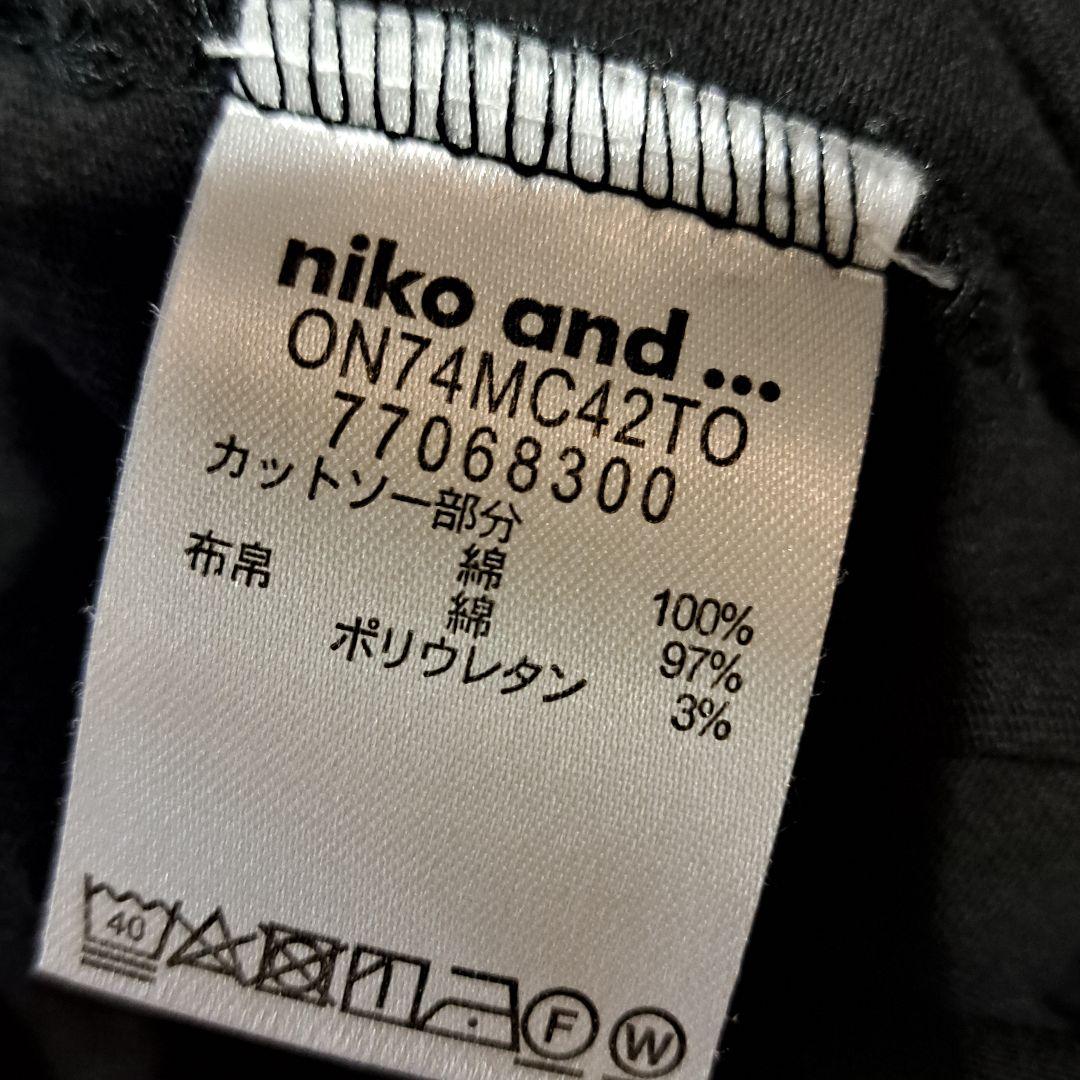 niko and ...
ON74MC42TO
77068300
カットソー部分
綿 100%
布帛 綿 97%
ポリウレタン 3%
40
F
W